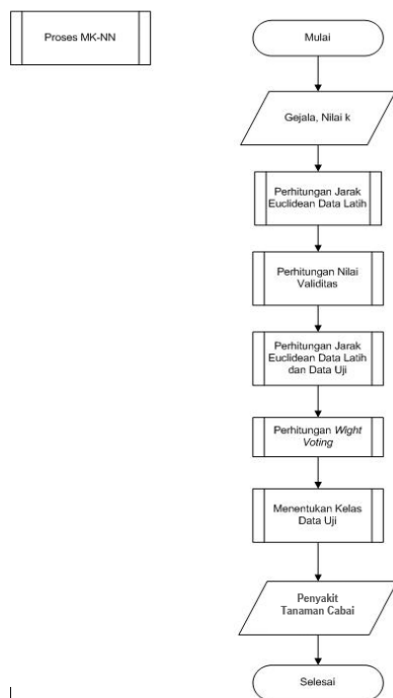 Proses MK-NN
Mulai
Gejala, Nilai k
Perhitungan Jarak
Euclidean Data Latih
Perhitungan Nilai
Validitas
Perhitungan Jarak
Euclidean Data Latih
dan Data Uji
Perhitungan Wight
Voting
Menentukan Kelas
Data Uji
Penyakit
Tanaman Cabai
Selesai